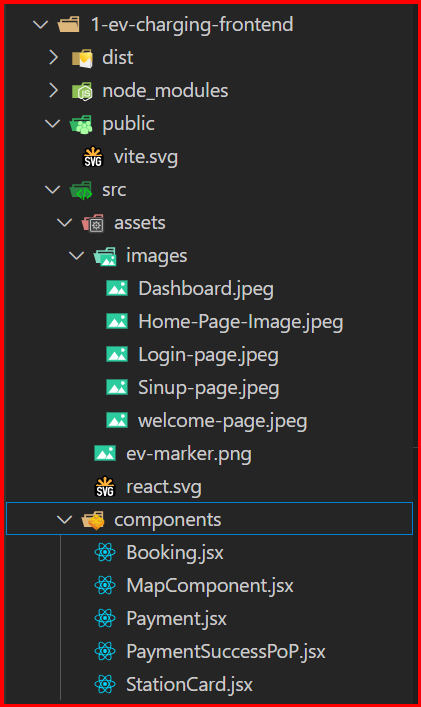 1-ev-charging-frontend
dist
node_modules
public
SVG vite.svg
src
assets
images
Dashboard.jpeg
Home-Page-Image.jpeg
Login-page.jpeg
Sinup-page.jpeg
welcome-page.jpeg
ev-marker.png
SVG react.svg
components
Booking.jsx
MapComponent.jsx
Payment.jsx
PaymentSuccessPoP.jsx
StationCard.jsx